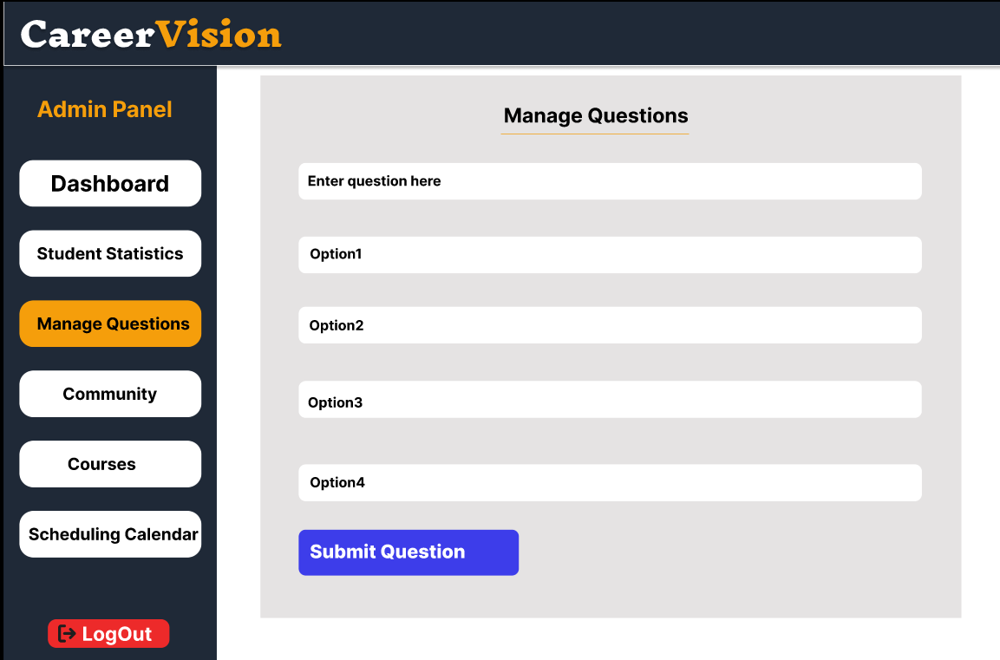 CareerVision
Admin Panel
Dashboard
Student Statistics
Manage Questions
Community
Courses
Scheduling Calendar
LogOut
Manage Questions
Enter question here
Option1
Option2
Option3
Option4
Submit Question